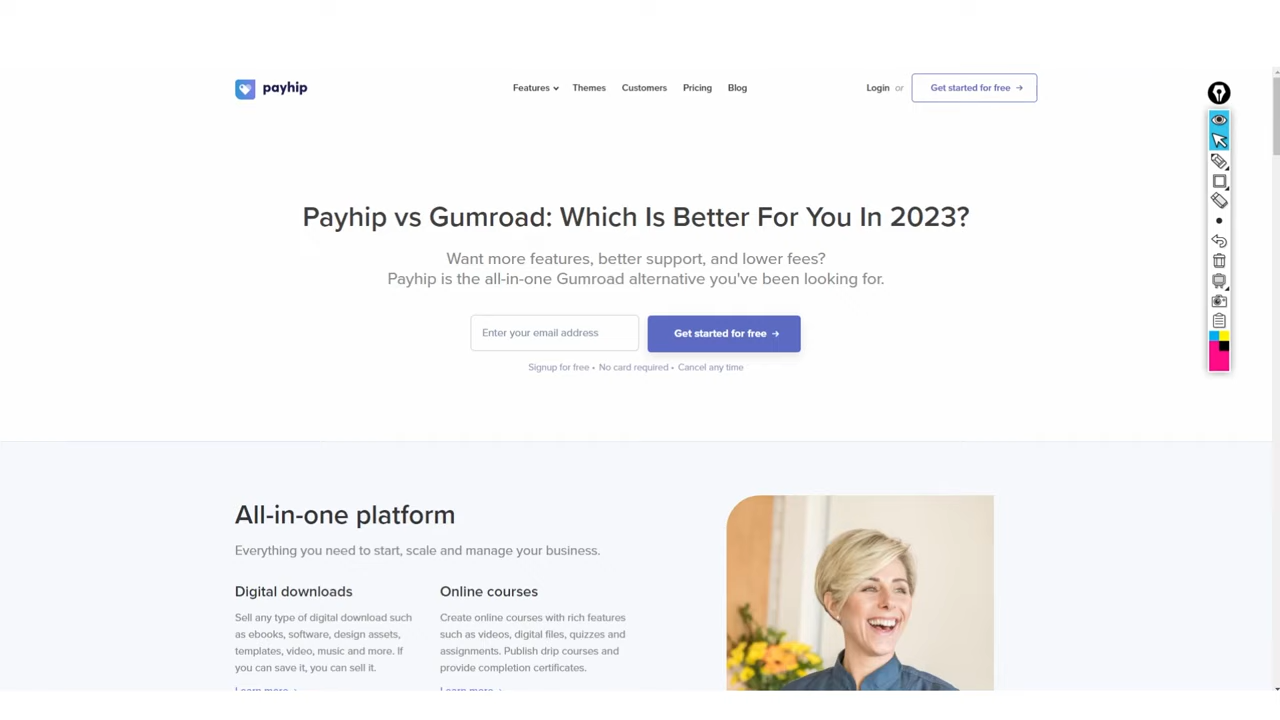 payhip
Features Themes Customers Pricing Blog
Login or Get started for free →
Payhip vs Gumroad: Which Is Better For You In 2023?
Want more features, better support, and lower fees?
Payhip is the all-in-one Gumroad alternative you've been looking for.
Enter your email address
Get started for free →
Signup for free • No card required • Cancel any time
All-in-one platform
Everything you need to start, scale and manage your business.
Digital downloads
Sell any type of digital download such
as ebooks, software, design assets,
templates, video, music and more. If
you can save it, you can sell it.
Learn more
Online courses
Create online courses with rich features
such as videos, digital files, quizzes and
assignments. Publish drip courses and
provide completion certificates.
Learn more